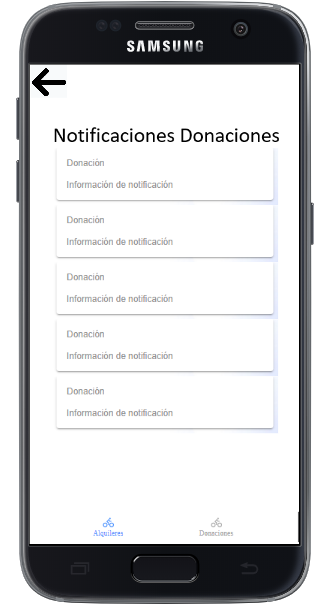 SAMSUNG
Notificaciones Donaciones
Donación
Información de notificación
Donación
Información de notificación
Donación
Información de notificación
Donación
Información de notificación
Donación
Información de notificación
Alquileres Donaciones